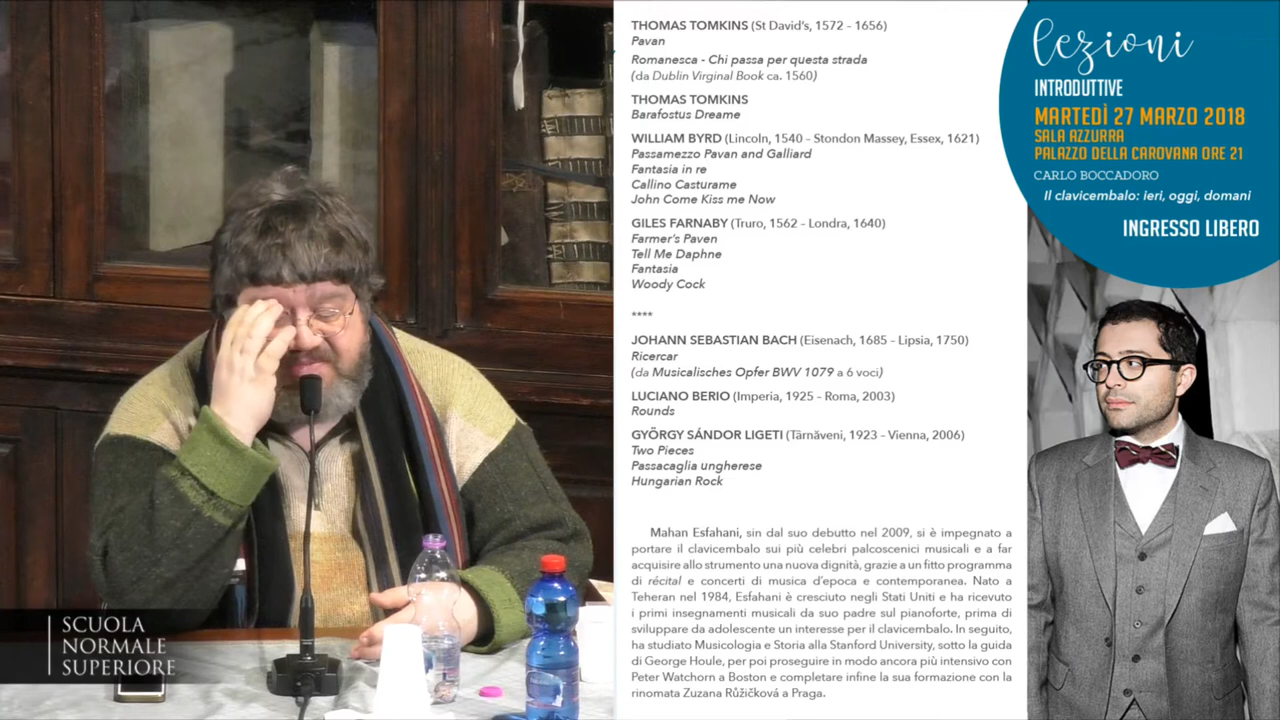 THOMAS TOMKINS (St David's, 1572 – 1656)
Pavan
Romanesca - Chi passa per questa strada
(da Dublin Virginal Book ca. 1560)
THOMAS TOMKINS
Barafostus Dreame
WILLIAM BYRD (Lincoln, 1540 – Stondon Massey, Essex, 1621)
Passamezzo Pavan and Galliard
Fantasia in re
Callino Casturame
John Come Kiss me Now
GILES FARNABY (Truro, 1562 – Londra, 1640)
Farmer's Paven
Tell Me Daphne
Fantasia
Woody Cock
****
JOHANN SEBASTIAN BACH (Eisenach, 1685 – Lipsia, 1750)
Ricercar
(da Musicalisches Opfer BWV 1079 a 6 voci)
LUCIANO BERIO (Imperia, 1925 – Roma, 2003)
Rounds
GYÖRGY SÁNDOR LIGETI (Târnăveni, 1923 – Vienna, 2006)
Two Pieces
Passacaglia ungherese
Hungarian Rock
Mahan Esfahani, sin dal suo debutto nel 2009, si è impegnato a
portare il clavicembalo sui più celebri palcoscenici musicali e a far
acquisire allo strumento una nuova dignità, grazie a un fitto programma
di récital e concerti di musica d'epoca e contemporanea. Nato a
Teheran nel 1984, Esfahani è cresciuto negli Stati Uniti e ha ricevuto
i primi insegnamenti musicali da suo padre sul pianoforte, prima di
sviluppare da adolescente un interesse per il clavicembalo. In seguito,
ha studiato Musicologia e Storia alla Stanford University, sotto la guida
di George Houle, per poi proseguire in modo ancora più intensivo con
Peter Watchorn a Boston e completare infine la sua formazione con la
rinomata Zuzana Růžičková a Praga.
lezioni
INTRODUTTIVE
MARTEDÌ 27 MARZO 2018
SALA AZZURRA
PALAZZO DELLA CAROVANA ORE 21
CARLO BOCCADORO
Il clavicembalo: ieri, oggi, domani
INGRESSO LIBERO
SCUOLA
NORMALE
SUPERIORE